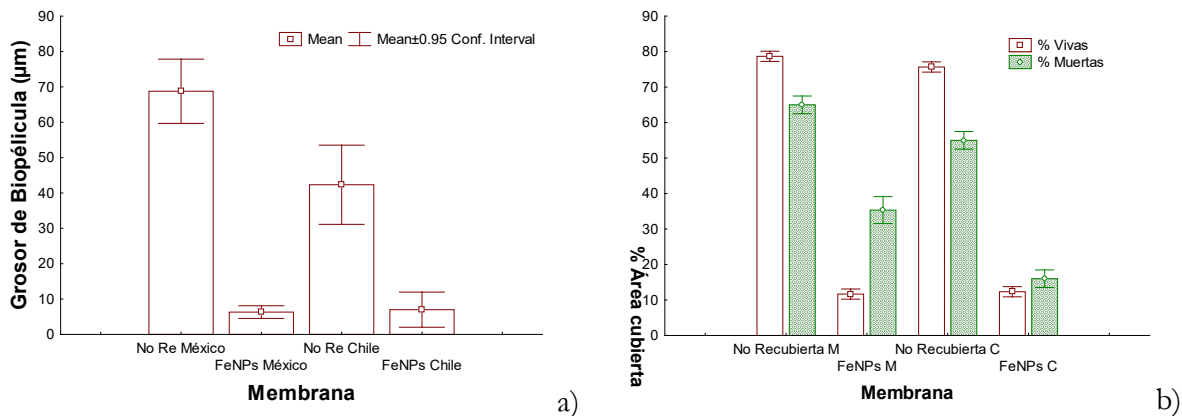 90
80
70
60
50
40
30
20
10
0
Grosor de Biopélicula (µm)
Mean Mean±0.95 Conf. Interval
No Re México No Re Chile
FeNPs México FeNPs Chile
Membrana
a)
90
80
70
60
50
40
30
20
10
0
% Área cubierta
% Vivas
% Muertas
No Recubierta M No Recubierta C
FeNPs M FeNPs C
Membrana
b)